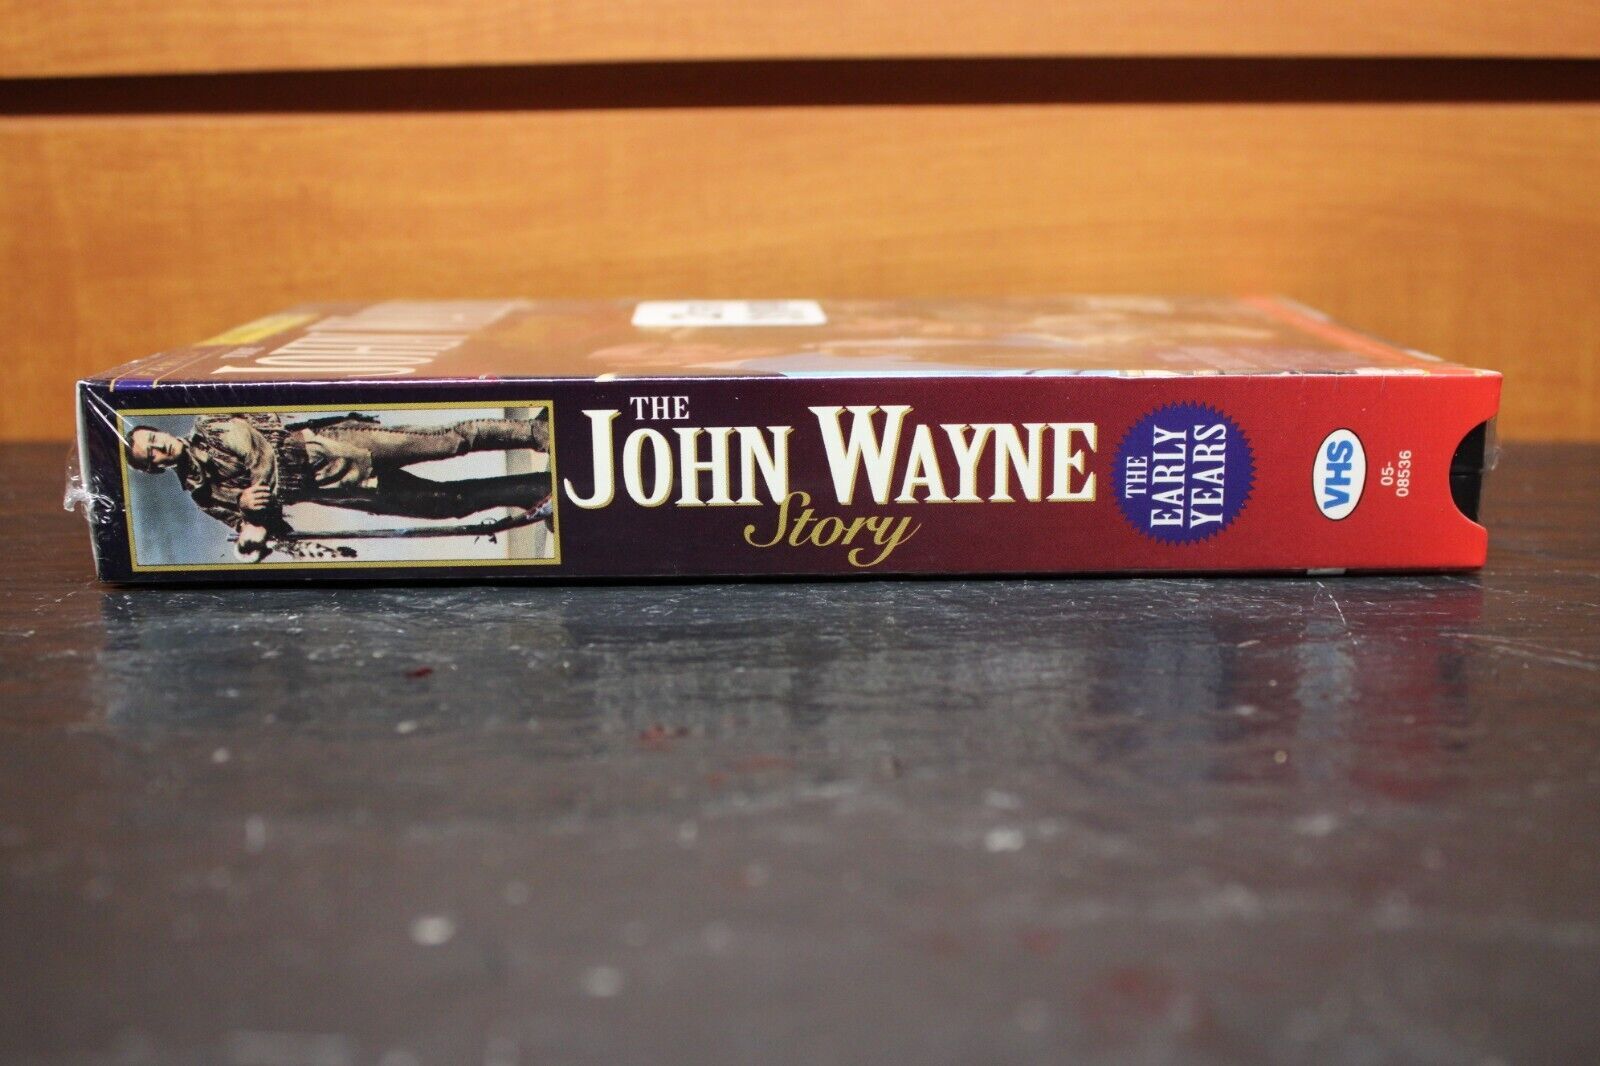 THE
JOHN WAYNE
Story
THE
EARLY
YEARS
VHS
05-
08536